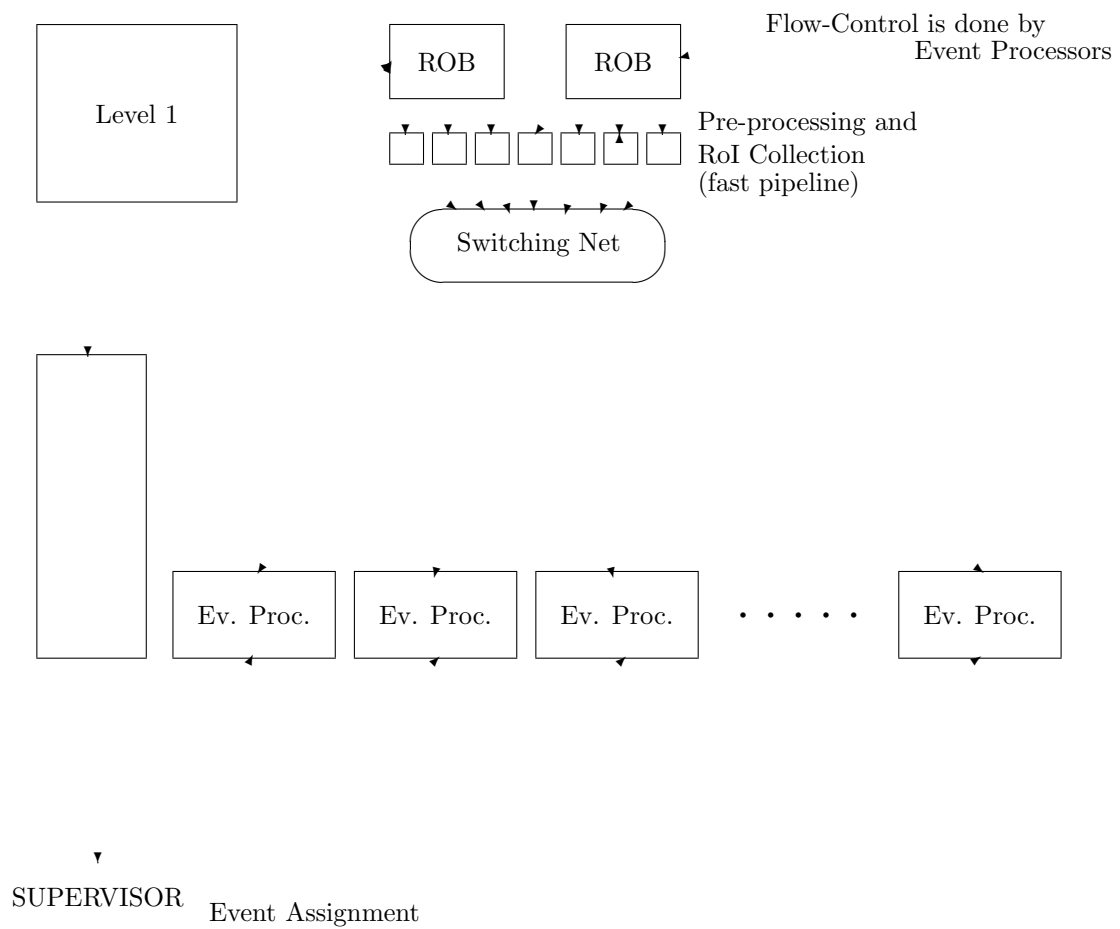 Flow-Control is done by
Event Processors
Level 1
ROB
ROB
Pre-processing and
RoI Collection
(fast pipeline)
Switching Net
Ev. Proc.
Ev. Proc.
Ev. Proc.
. . . . .
Ev. Proc.
SUPERVISOR
Event Assignment